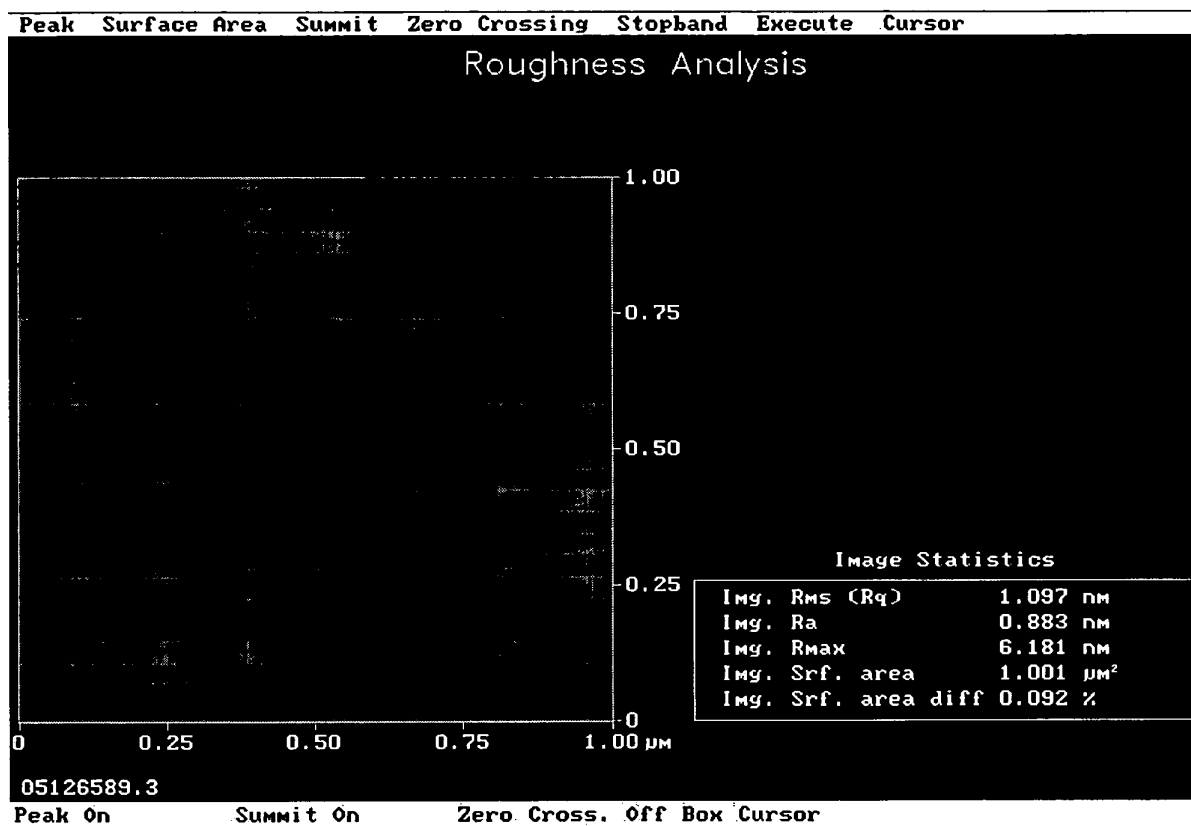 Peak Surface Area Summit Zero Crossing Stopband Execute Cursor
Roughness Analysis
1.00
0.75
0.50
0.25
0
0 0.25 0.50 0.75 1.00 µm
Image Statistics
Img. Rms (Rq) 1.097 nm
Img. Ra 0.883 nm
Img. Rmax 6.181 nm
Img. Srf. area 1.001 µm²
Img. Srf. area diff 0.092 %
05126589.3
Peak On Summit On Zero Cross. Off Box Cursor